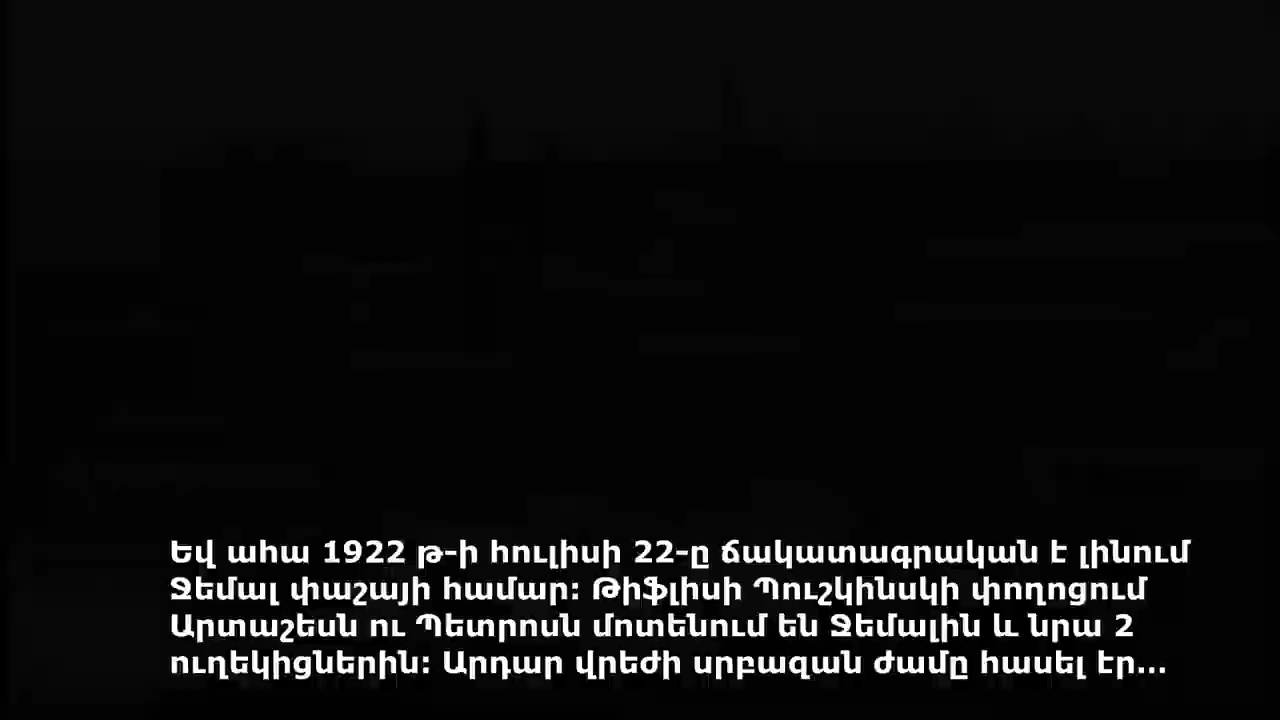 Եվ ահա 1922 թ-ի հուլիսի 22-ը ճակատագրական է լինում
Ջեմալ փաշայի համար։ Թիֆլիսի Պուշկինսկի փողոցում
Արտաշեսն ու Պետրոսն մոտենում են Ջեմալին և նրա 2
ուղեկիցներին։ Արդար վրեժի սրբազան ժամը հասել էր...